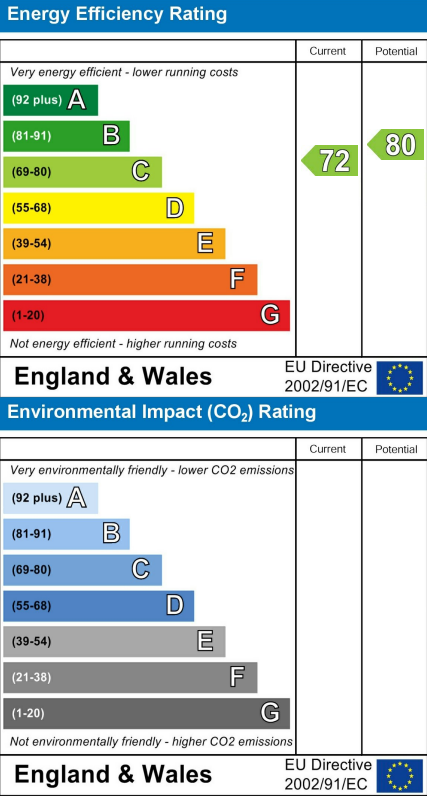 Energy Efficiency Rating
Current Potential
Very energy efficient - lower running costs
(92 plus) A
(81-91) B
(69-80) C
(55-68) D
(39-54) E
(21-38) F
(1-20) G
72
80
Not energy efficient - higher running costs
England & Wales
EU Directive
2002/91/EC
Environmental Impact (CO₂) Rating
Current Potential
Very environmentally friendly - lower CO2 emissions
(92 plus) A
(81-91) B
(69-80) C
(55-68) D
(39-54) E
(21-38) F
(1-20) G
Not environmentally friendly - higher CO2 emissions
England & Wales
EU Directive
2002/91/EC